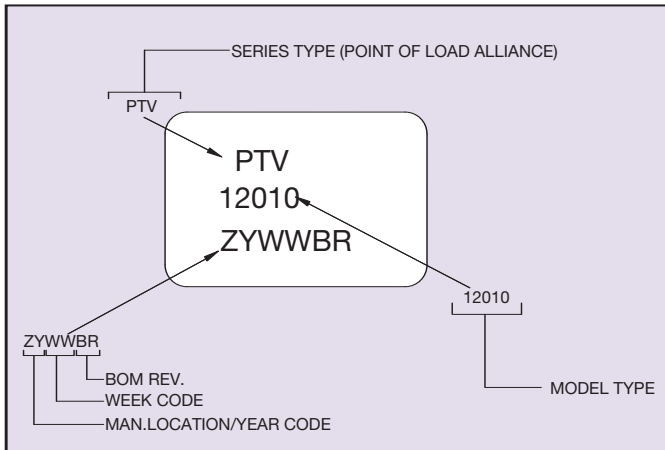 SERIES TYPE (POINT OF LOAD ALLIANCE)
PTV
PTV
12010
ZYWWBR
12010
ZYWWBR
BOM REV.
WEEK CODE
MAN.LOCATION/YEAR CODE
MODEL TYPE